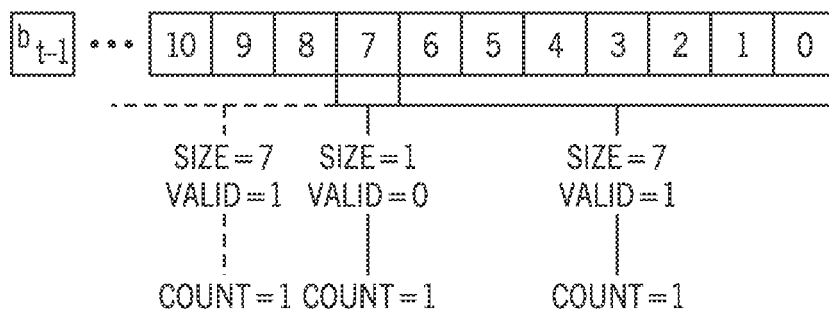 b t-1 ••• 10 9 8 7 6 5 4 3 2 1 0
SIZE=7 SIZE=1 SIZE=7
VALID=1 VALID=0 VALID=1
COUNT=1 COUNT=1 COUNT=1